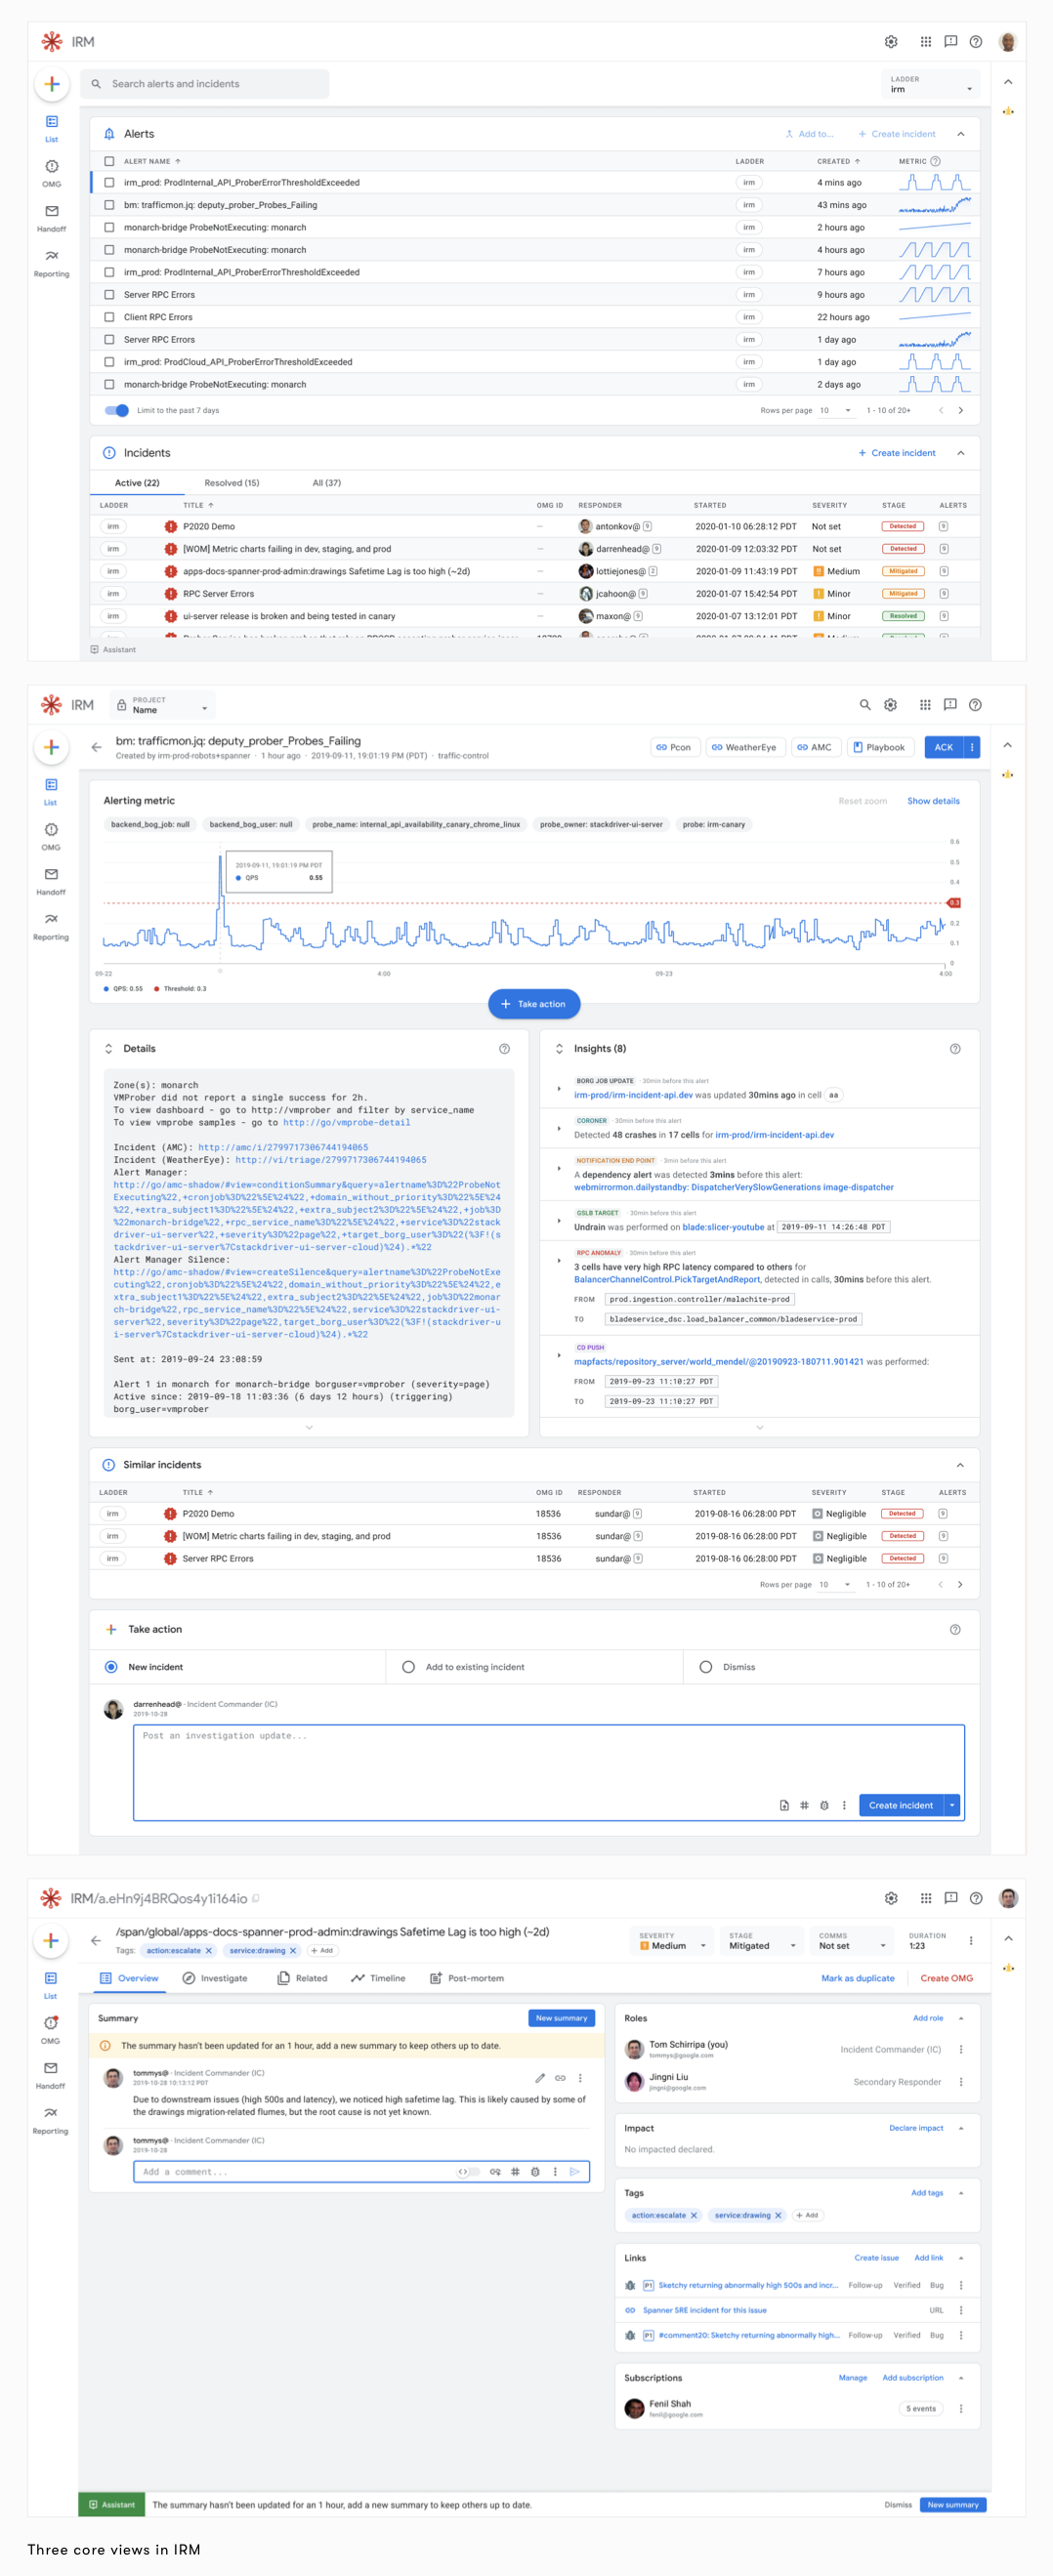 IRM
Search alerts and incidents
LADDER
irm
List
OMG
Handoff
Reporting
Alerts
Add to...
Create incident
ALERT NAME LADDER CREATED METRIC
irm_prod: ProdInternal_API_ProberErrorThresholdExceeded irm 4 mins ago
bm: trafficmon.jq: deputy_prober_Probes_Failing irm 43 mins ago
monarch-bridge ProbeNotExecuting: monarch irm 2 hours ago
monarch-bridge ProbeNotExecuting: monarch irm 4 hours ago
irm_prod: ProdInternal_API_ProberErrorThresholdExceeded irm 7 hours ago
Server RPC Errors irm 9 hours ago
Client RPC Errors irm 22 hours ago
Server RPC Errors irm 1 day ago
irm_prod: ProdCloud_API_ProberErrorThresholdExceeded irm 1 day ago
monarch-bridge ProbeNotExecuting: monarch irm 2 days ago
Limit to the past 7 days
Rows per page 10 1 - 10 of 20+
Incidents
Create incident
Active (22) Resolved (15) All (37)
LADDER TITLE OMG ID RESPONDER STARTED SEVERITY STAGE ALERTS
irm P2020 Demo — antonkov@ 9 2020-01-10 06:28:12 PDT Not set Detected 9
irm [WOM] Metric charts failing in dev, staging, and prod — darrenhead@ 9 2020-01-09 12:03:32 PDT Not set Detected 9
irm apps-docs-spanner-prod-admin:drawings Safetime Lag is too high (~2d) — lottiejones@ 2 2020-01-09 11:43:19 PDT Medium Mitigated 9
irm RPC Server Errors — jcahoon@ 9 2020-01-07 15:42:54 PDT Minor Mitigated 9
irm ui-server release is broken and being tested in canary — maxon@ 9 2020-01-07 13:12:01 PDT Minor Resolved 9
Assistant
IRM
PROJECT
Name
List
OMG
Handoff
Reporting
bm: trafficmon.jq: deputy_prober_Probes_Failing
Created by irm-prod-robots+spanner · 1 hour ago · 2019-09-11, 19:01:19 PM (PDT) · traffic-control
Pcon WeatherEye AMC Playbook ACK
Alerting metric
Reset zoom Show details
backend_bog_job: null backend_bog_user: null probe_name: internal_api_availability_canary_chrome_linux probe_owner: stackdriver-ui-server probe: irm-canary
0.6
0.5
0.4
0.3
0.2
0.1
0
2019-09-11, 19:01:19 PM PDT
QPS 0.55
09-22 4:00 09-23 4:00
QPS: 0.55 Threshold: 0.3
Take action
Details
Zone(s): monarch
VMProber did not report a single success for 2h.
To view dashboard - go to http://vmprober and filter by service_name
To view vmprobe samples - go to http://go/vmprobe-detail
Incident (AMC): http://amc/i/2799717306744194065
Incident (WeatherEye): http://vi/triage/2799717306744194065
Alert Manager:
http://go/amc-shadow/#view=conditionSummary&query=alertname%3D%22ProbeNot
Executing%22,+cronjob%3D%22%5E%24%22,+domain_without_priority%3D%22%5E%24
%22,+extra_subject1%3D%22%5E%24%22,+extra_subject2%3D%22%5E%24%22,+job%3D
%22monarch-bridge%22,+rpc_service_name%3D%22%5E%24%22,+service%3D%22stack
driver-ui-server%22,+severity%3D%22page%22,+target_borg_user%3D%22(%3F!(s
tackdriver-ui-server%7Cstackdriver-ui-server-cloud)%24).*%22
Alert Manager Silence:
http://go/amc-shadow/#view=createSilence&query=alertname%3D%22ProbeNotExe
cuting%22,cronjob%3D%22%5E%24%22,domain_without_priority%3D%22%5E%24%22,e
xtra_subject1%3D%22%5E%24%22,extra_subject2%3D%22%5E%24%22,job%3D%22monar
ch-bridge%22,rpc_service_name%3D%22%5E%24%22,service%3D%22stackdriver-ui-
server%22,severity%3D%22page%22,target_borg_user%3D%22(%3F!(stackdriver-u
i-server%7Cstackdriver-ui-server-cloud)%24).*%22
Sent at: 2019-09-24 23:08:59
Alert 1 in monarch for monarch-bridge borguser=vmprober (severity=page)
Active since: 2019-09-18 11:03:36 (6 days 12 hours) (triggering)
borg_user=vmprober
Insights (8)
BORG JOB UPDATE · 30min before this alert
irm-prod/irm-incident-api.dev was updated 30mins ago in cell aa
CORONER · 30min before this alert
Detected 48 crashes in 17 cells for irm-prod/irm-incident-api.dev
NOTIFICATION END POINT · 3min before this alert
A dependency alert was detected 3mins before this alert:
webmirrormon.dailystandby: DispatcherVerySlowGenerations image-dispatcher
GSLB TARGET · 30min before this alert
Undrain was performed on blade:slicer-youtube at 2019-09-11 14:26:48 PDT
RPC ANOMALY · 30min before this alert
3 cells have very high RPC latency compared to others for
BalancerChannelControl.PickTargetAndReport, detected in calls, 30mins before this alert.
FROM prod.ingestion.controller/malachite-prod
TO bladeservice_dsc.load_balancer_common/bladeservice-prod
CD PUSH
mapfacts/repository_server/world_mendel/@20190923-180711.901421 was performed:
FROM 2019-09-23 11:10:27 PDT
TO 2019-09-23 11:10:27 PDT
Similar incidents
LADDER TITLE OMG ID RESPONDER STARTED SEVERITY STAGE ALERTS
irm P2020 Demo 18536 sundar@ 9 2019-08-16 06:28:00 PDT Negligible Detected 9
irm [WOM] Metric charts failing in dev, staging, and prod 18536 sundar@ 9 2019-08-16 06:28:00 PDT Negligible Detected 9
irm Server RPC Errors 18536 sundar@ 9 2019-08-16 06:28:00 PDT Negligible Detected 9
Rows per page 10 1 - 10 of 20+
Take action
New incident Add to existing incident Dismiss
darrenhead@ · Incident Commander (IC)
2019-10-28
Post an investigation update...
Create incident
IRM/a.eHn9j4BRQos4y1i164io
List
OMG
Handoff
Reporting
/span/global/apps-docs-spanner-prod-admin:drawings Safetime Lag is too high (~2d)
Tags: action:escalate service:drawing + Add
SEVERITY
Medium
STAGE
Mitigated
COMMS
Not set
DURATION
1:23
Overview Investigate Related Timeline Post-mortem
Mark as duplicate Create OMG
Summary
New summary
The summary hasn't been updated for an 1 hour, add a new summary to keep others up to date.
tommys@ · Incident Commander (IC)
2019-10-28 10:13:12 PDT
Due to downstream issues (high 500s and latency), we noticed high safetime lag. This is likely caused by some of
the drawings migration-related flumes, but the root cause is not yet known.
tommys@ · Incident Commander (IC)
2019-10-28
Add a comment...
Roles
Add role
Tom Schirripa (you)
tommys@google.com
Incident Commander (IC)
Jingni Liu
jingni@google.com
Secondary Responder
Impact
Declare impact
No impacted declared.
Tags
Add tags
action:escalate service:drawing + Add
Links
Create issue Add link
P1 Sketchy returning abnormally high 500s and incr... Follow-up Verified Bug
Spanner SRE incident for this issue URL
P1 #comment20: Sketchy returning abnormally high... Follow-up Verified Bug
Subscriptions
Manage Add subscription
Fenil Shah
fenil@google.com
5 events
Assistant
The summary hasn't been updated for an 1 hour, add a new summary to keep others up to date.
Dismiss New summary
Three core views in IRM